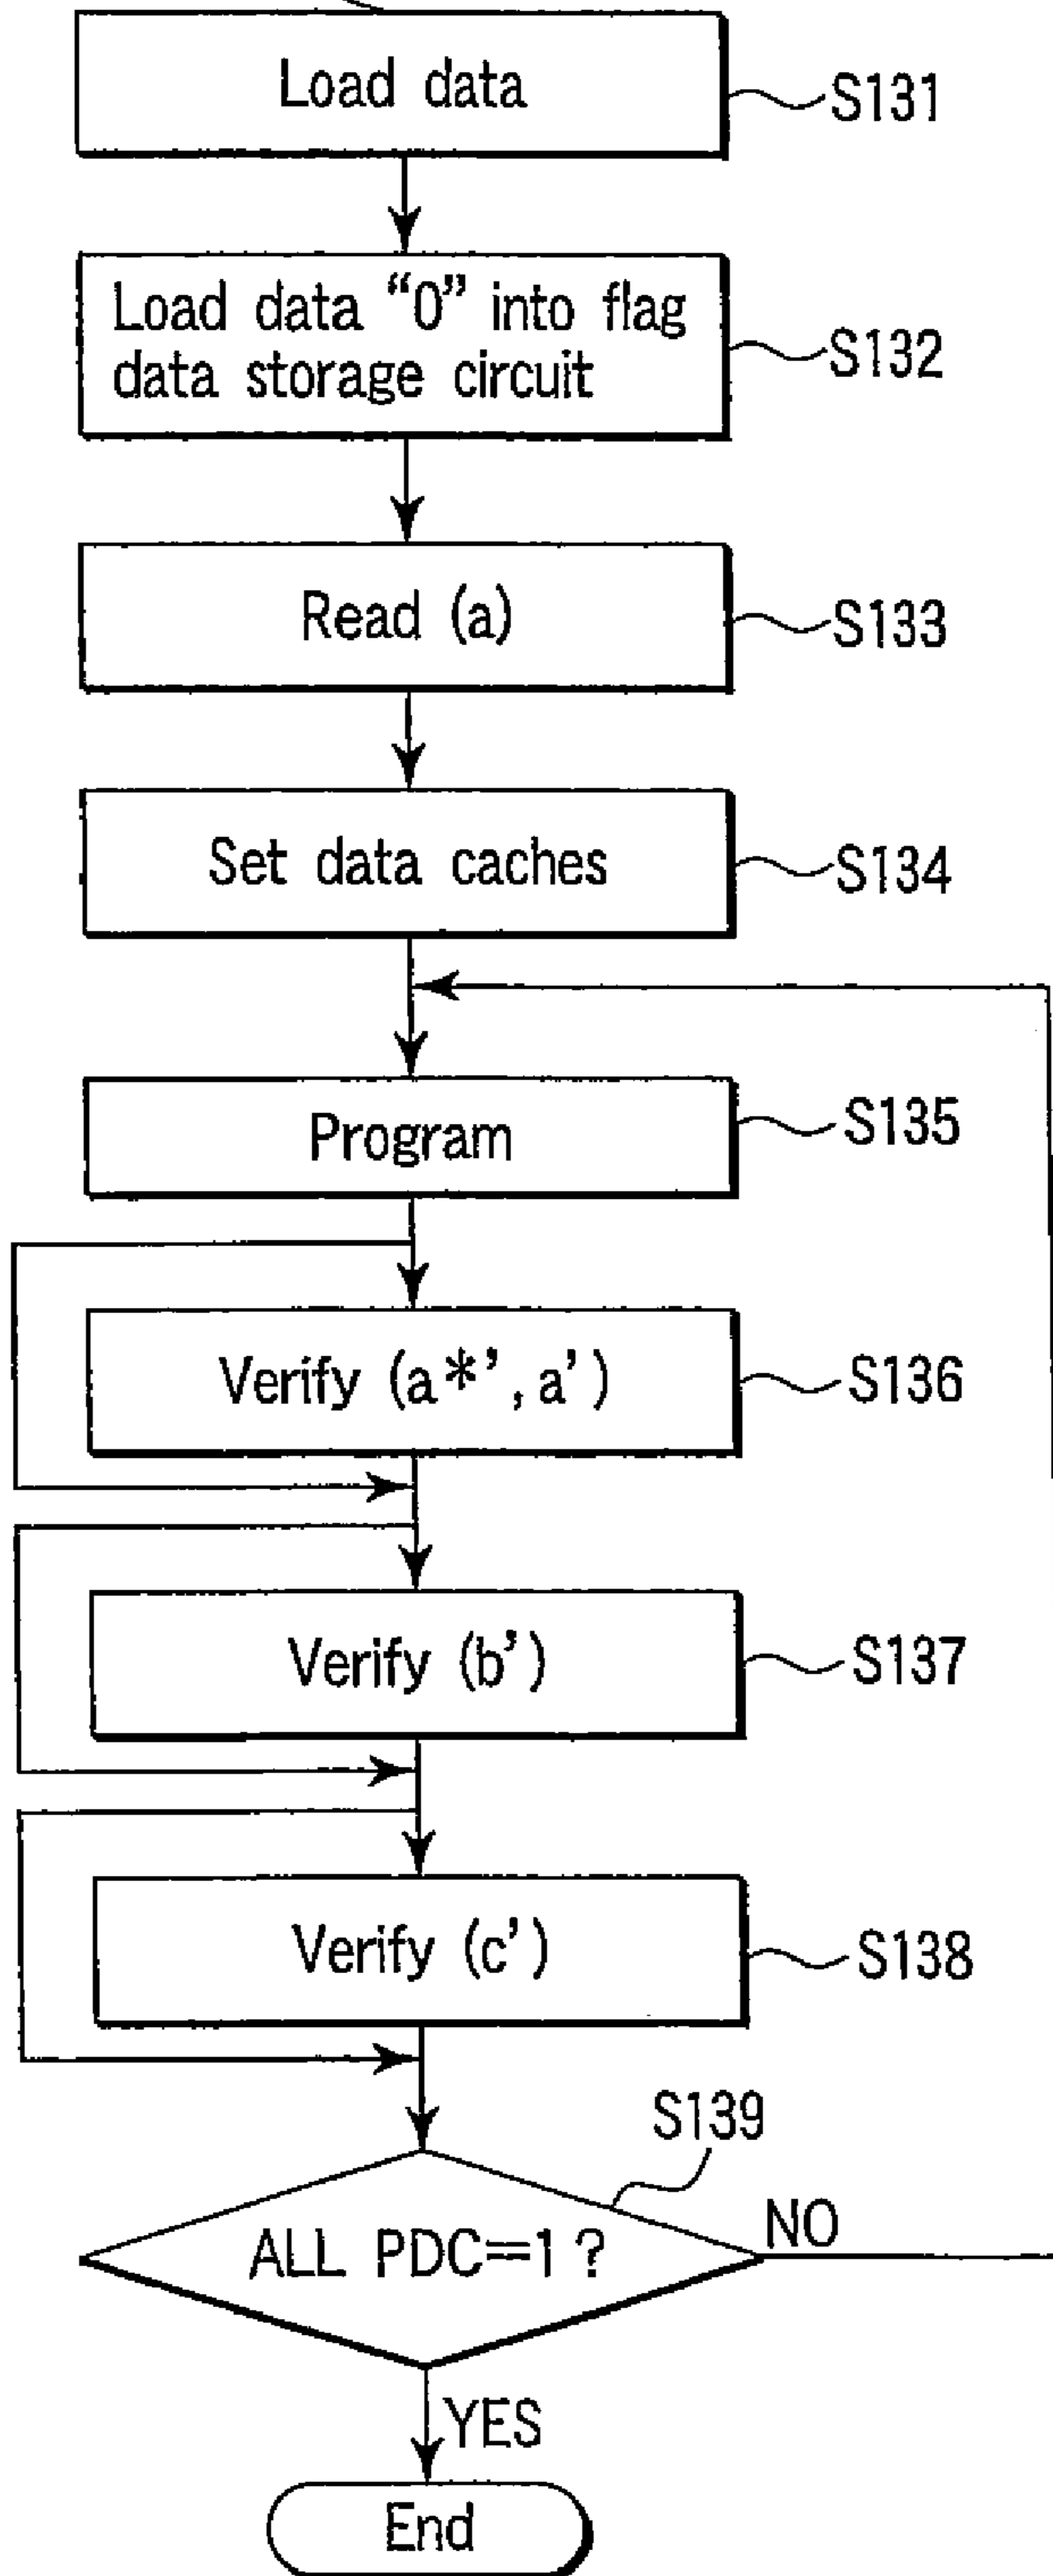 Load data
S131
Load data “0” into flag
data storage circuit
S132
Read (a)
S133
Set data caches
S134
Program
S135
Verify (a*’, a’)
S136
Verify (b’)
S137
Verify (c’)
S138
S139
ALL PDC=1 ?
NO
YES
End